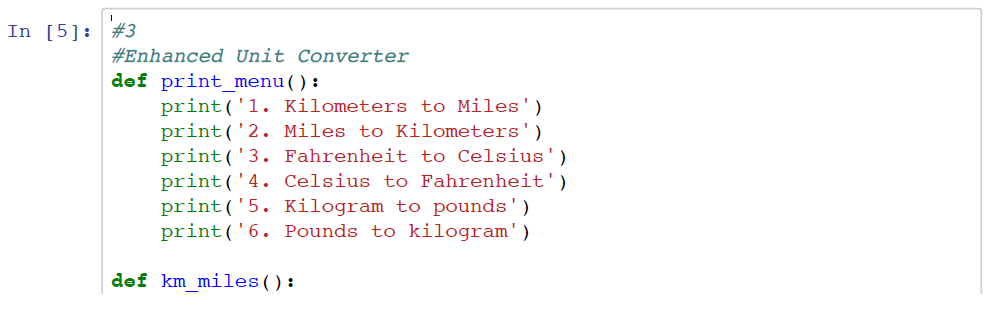 In [5]: #3
#Enhanced Unit Converter
def print_menu():
    print('1. Kilometers to Miles')
    print('2. Miles to Kilometers')
    print('3. Fahrenheit to Celsius')
    print('4. Celsius to Fahrenheit')
    print('5. Kilogram to pounds')
    print('6. Pounds to kilogram')
def km_miles():